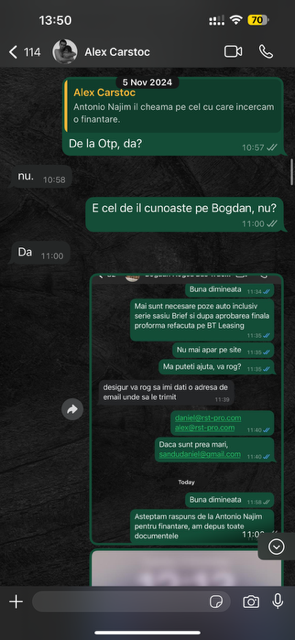 13:50
70
114
Alex Carstoc
5 Nov 2024
Alex Carstoc
Antonio Najim il cheama pe cel cu care incercam
o finantare.
De la Otp, da?
10:57
nu.
10:58
E cel de il cunoaste pe Bogdan, nu?
11:00
Da
11:00
Buna dimineata
11:34
Mai sunt necesare poze auto inclusiv
serie sasiu Brief si dupa aprobarea finala
proforma refacuta pe BT Leasing
11:35
Nu mai apar pe site
11:35
Ma puteti ajuta, va rog?
11:35
desigur va rog sa imi dati o adresa de
email unde sa le trimit
11:39
daniel@rst-pro.com
alex@rst-pro.com
11:40
Daca sunt prea mari,
sandudaniel@gmail.com
11:40
Today
Buna dimineata
11:58
Asteptam raspuns de la Antonio Najim
pentru finantare, am depus toate
documentele